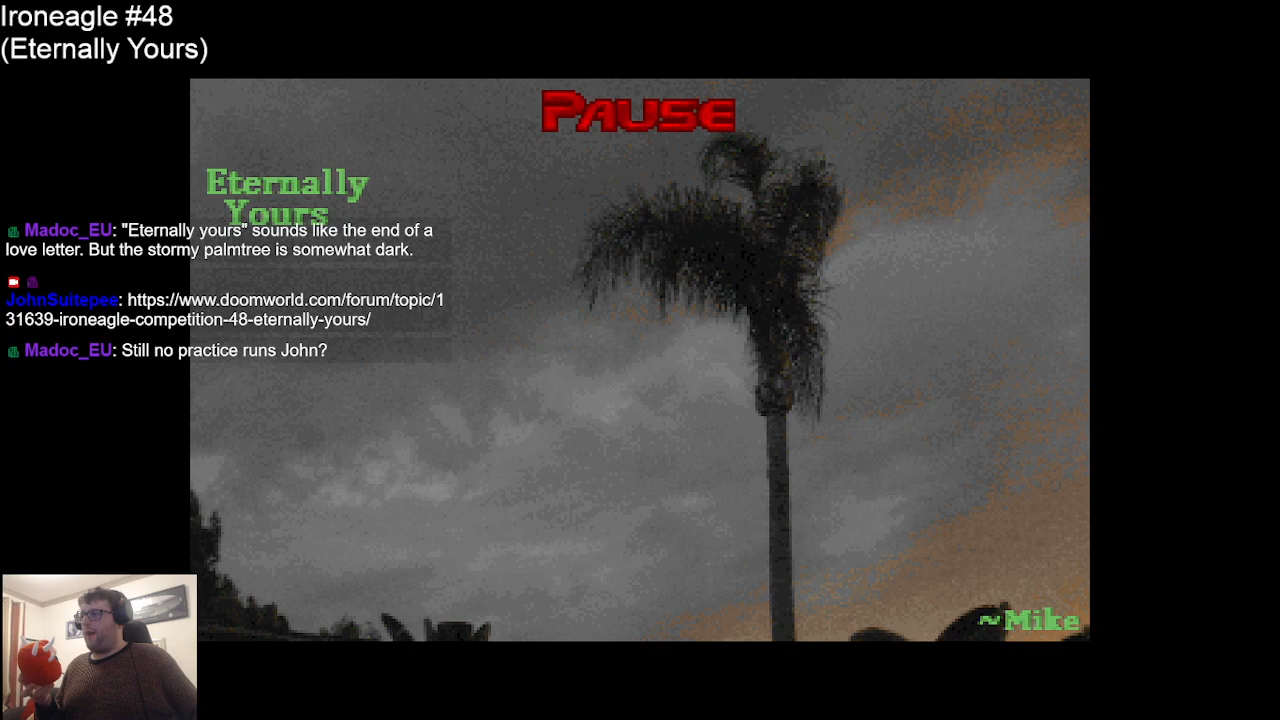 Ironeagle #48
(Eternally Yours)
PAUSE
Eternally
Yours
Madoc_EU: "Eternally yours" sounds like the end of a
love letter. But the stormy palmtree is somewhat dark.
JohnSuitepee: https://www.doomworld.com/forum/topic/1
31639-ironeagle-competition-48-eternally-yours/
Madoc_EU: Still no practice runs John?
~Mike